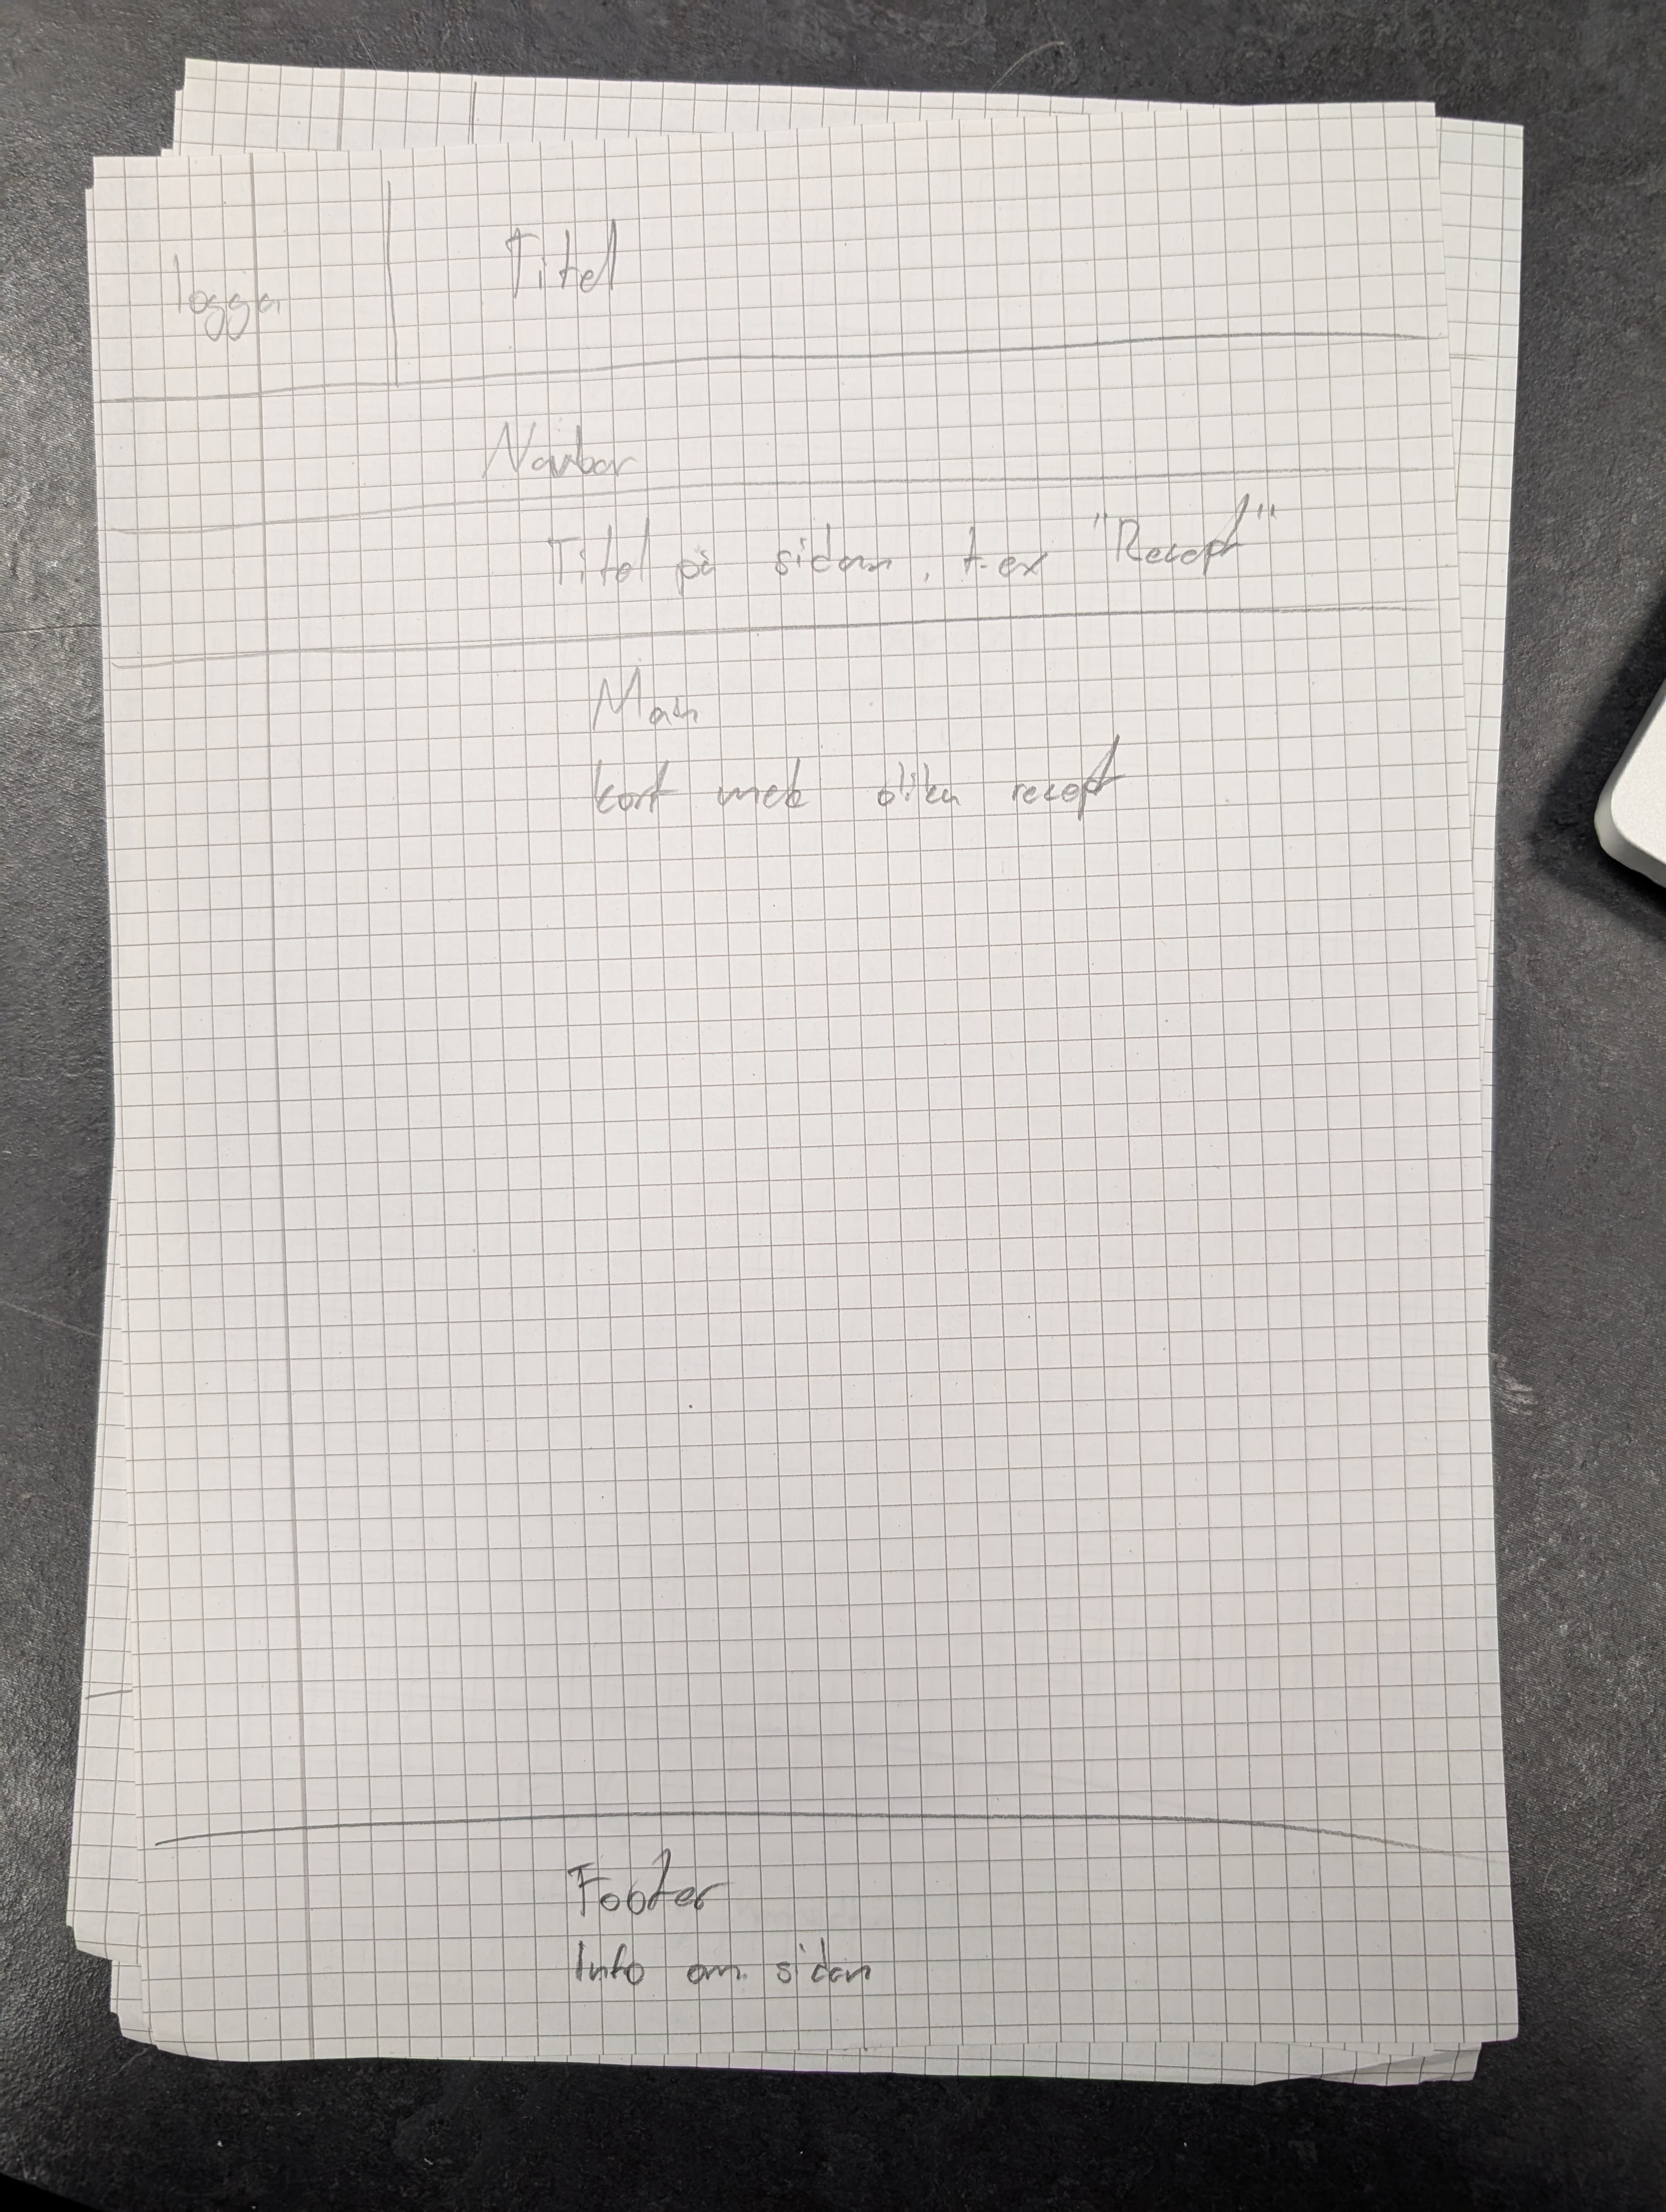 logga
Titel
Navbar
Titel på sidan, t.ex "Recept"
Main
kort med olika recept
Footer
Info om sidan